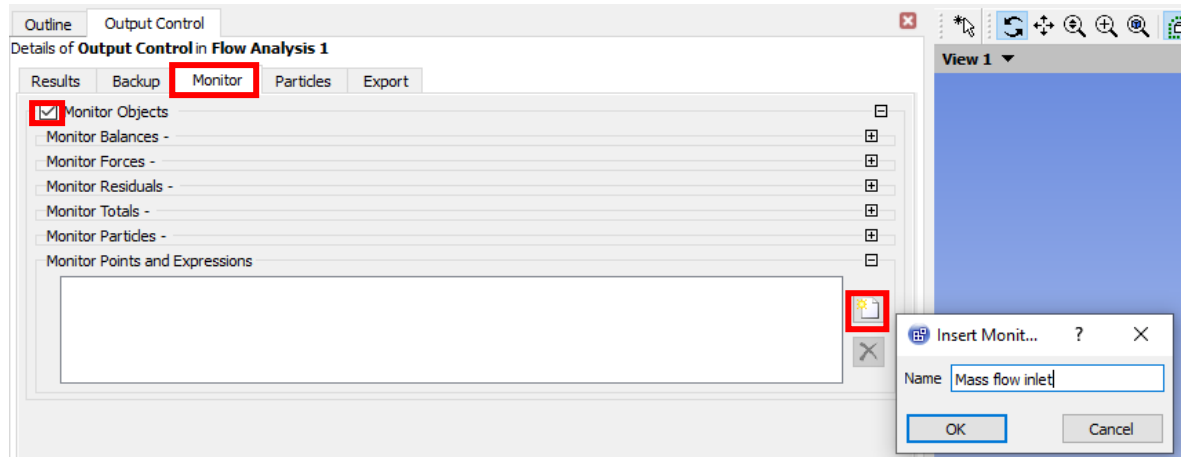 Outline Output Control
Details of Output Control in Flow Analysis 1
Results Backup Monitor Particles Export
Monitor Objects
Monitor Balances -
Monitor Forces -
Monitor Residuals -
Monitor Totals -
Monitor Particles -
Monitor Points and Expressions
View 1
Insert Monit... ?
Name Mass flow inlet
OK Cancel